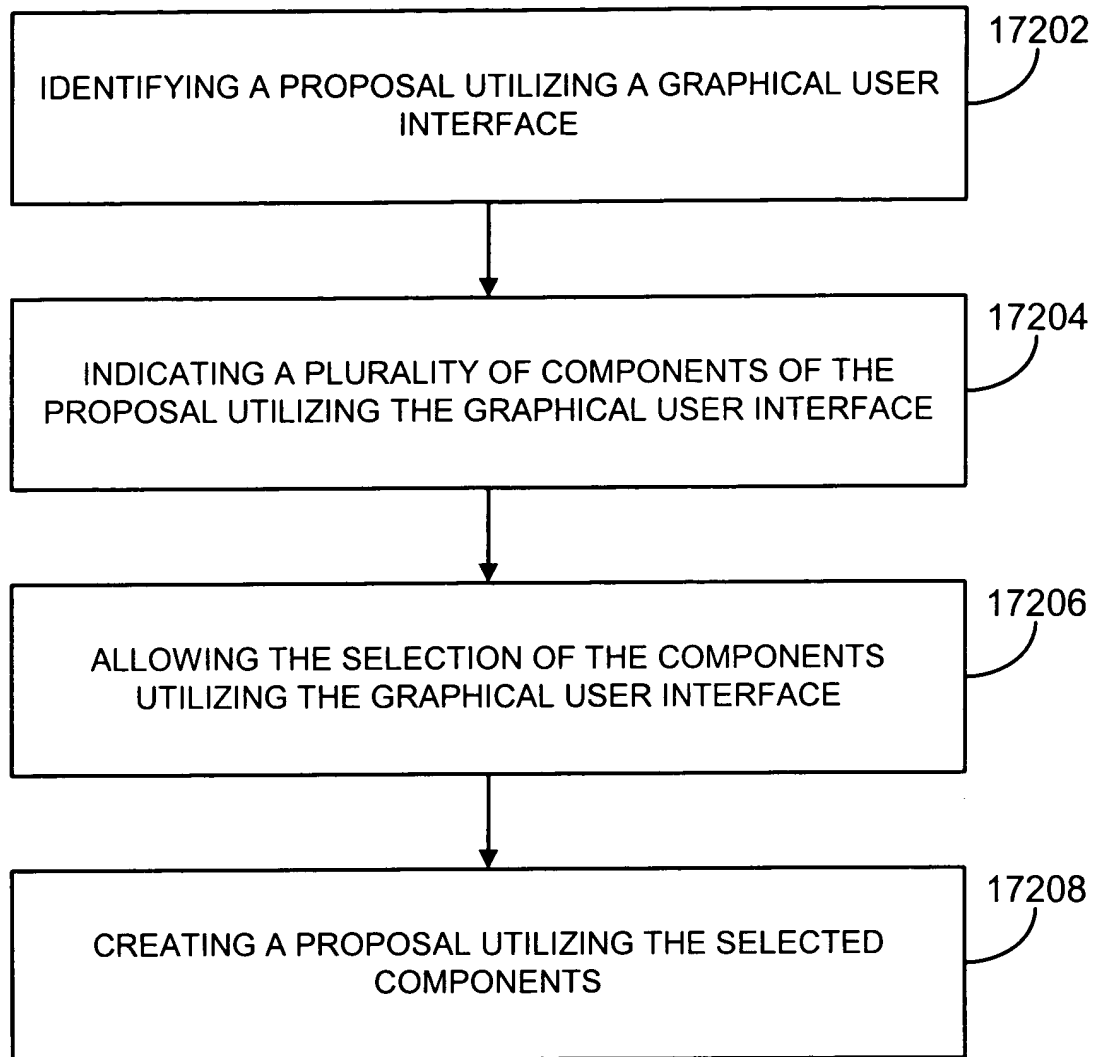 17202
IDENTIFYING A PROPOSAL UTILIZING A GRAPHICAL USER
INTERFACE
17204
INDICATING A PLURALITY OF COMPONENTS OF THE
PROPOSAL UTILIZING THE GRAPHICAL USER INTERFACE
17206
ALLOWING THE SELECTION OF THE COMPONENTS
UTILIZING THE GRAPHICAL USER INTERFACE
17208
CREATING A PROPOSAL UTILIZING THE SELECTED
COMPONENTS